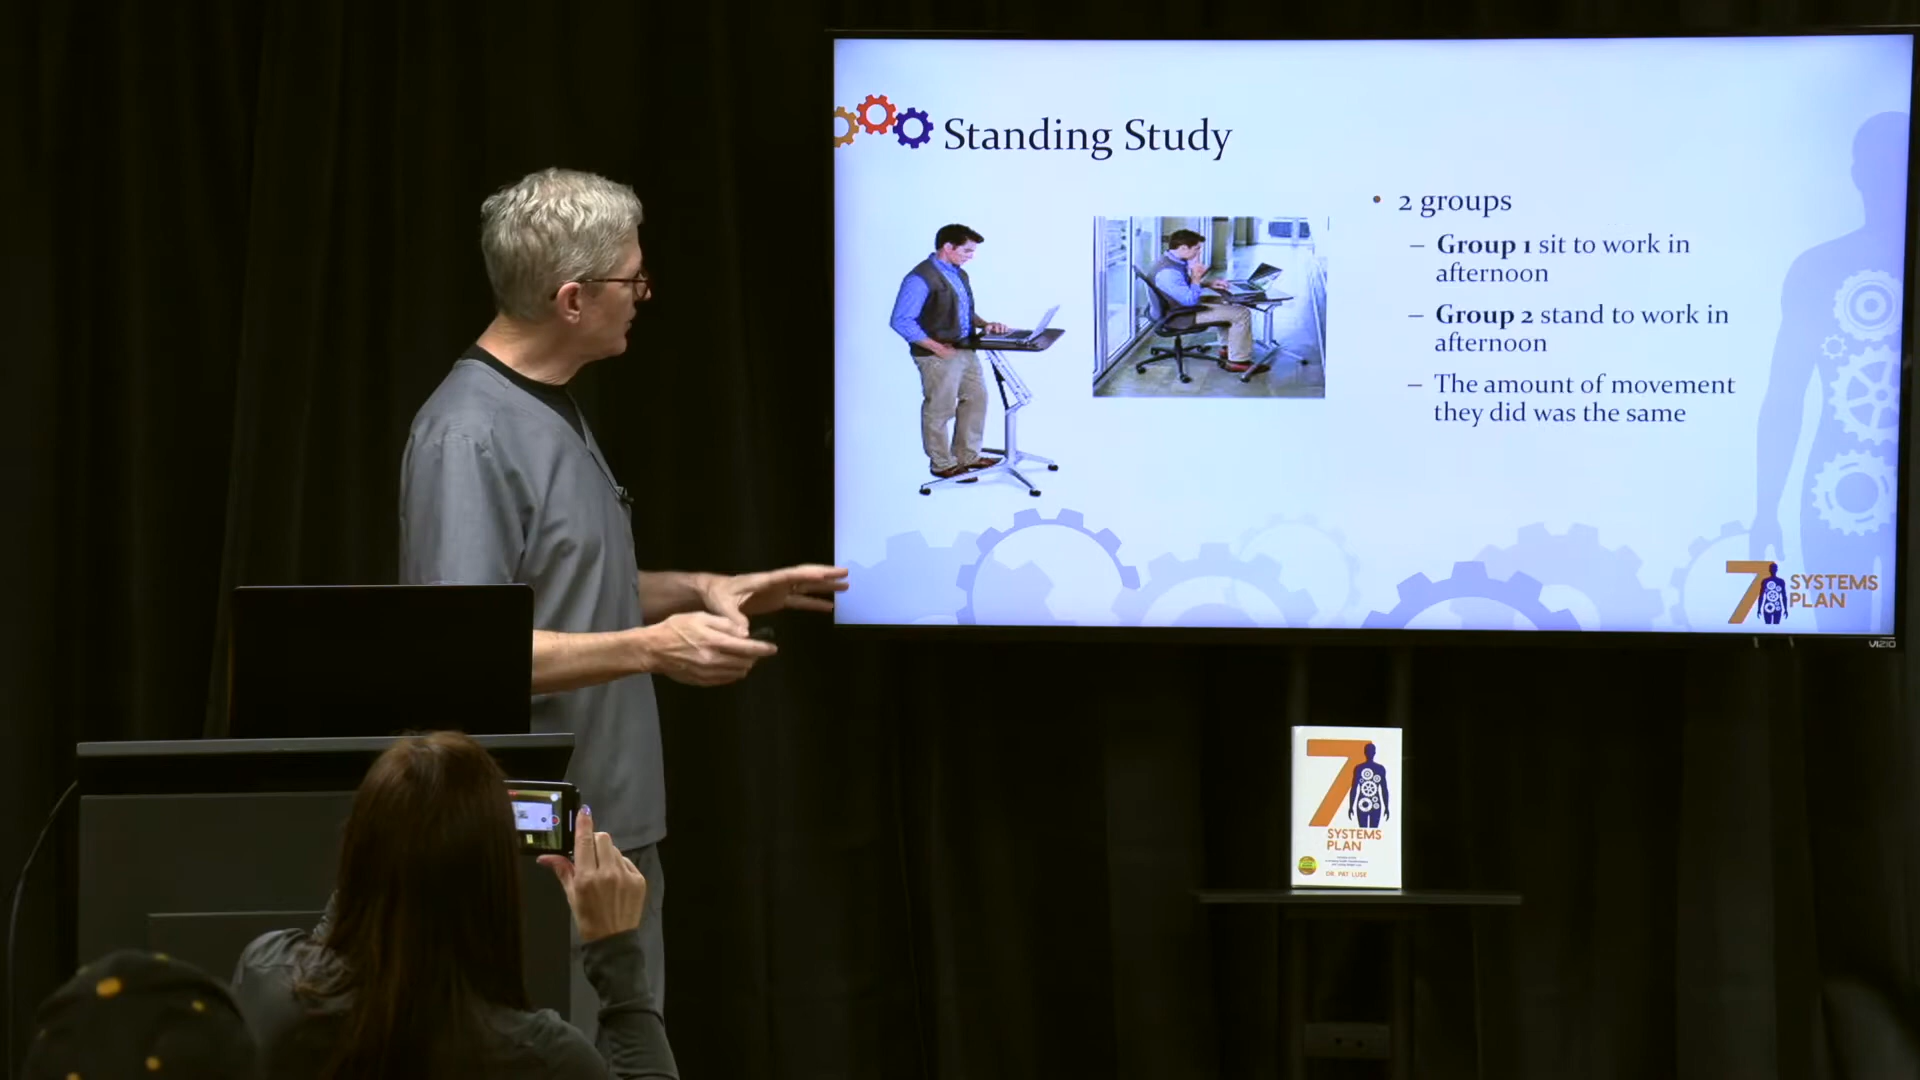 Standing Study
• 2 groups
– Group 1 sit to work in
afternoon
– Group 2 stand to work in
afternoon
– The amount of movement
they did was the same
7 SYSTEMS
PLAN
VIZIO
7
SYSTEMS
PLAN
DR. PAT LUSE